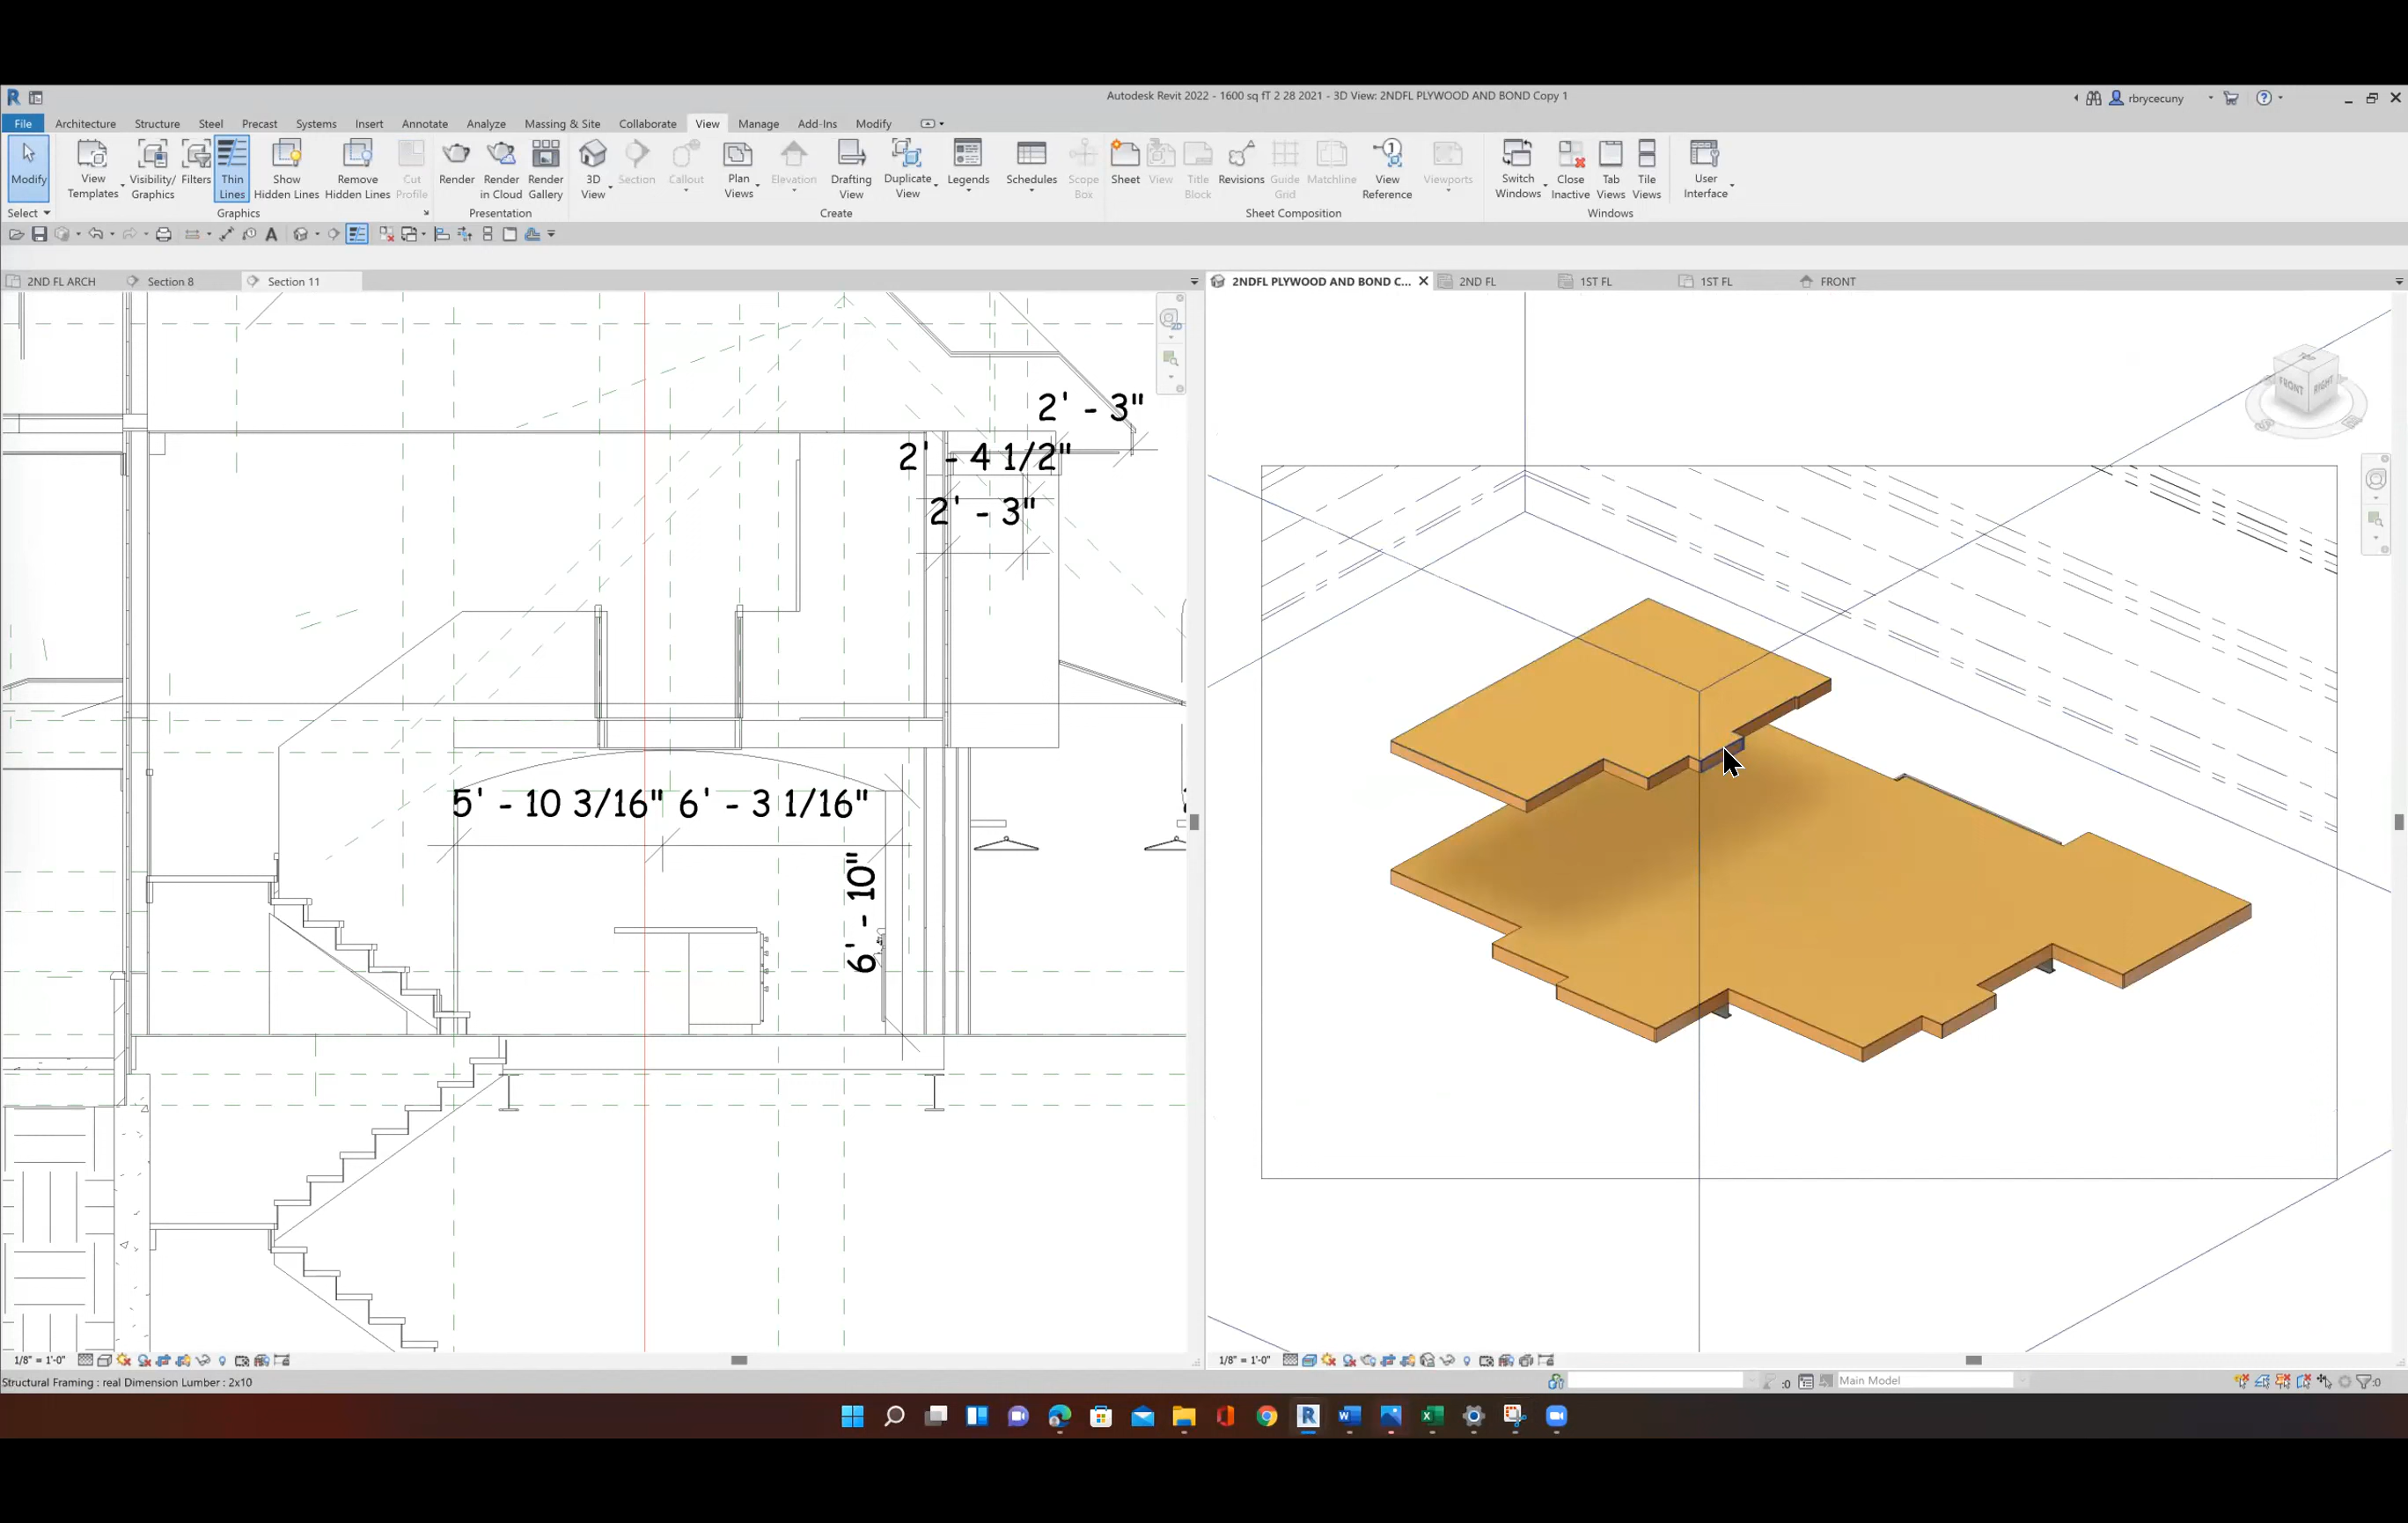 Autodesk Revit 2022 - 1600 sq fT 2 28 2021 - 3D View: 2NDFL PLYWOOD AND BOND Copy 1
rbrycecuny
File Architecture Structure Steel Precast Systems Insert Annotate Analyze Massing & Site Collaborate View Manage Add-Ins Modify
Modify
View Templates
Visibility/ Graphics
Filters
Thin Lines
Show Hidden Lines
Remove Hidden Lines
Cut Profile
Render
Render in Cloud
Render Gallery
3D View
Section
Callout
Plan Views
Elevation
Drafting View
Duplicate View
Legends
Schedules
Scope Box
Sheet
View
Title Block
Revisions
Guide Grid
Matchline
View Reference
Viewports
Switch Windows
Close Inactive
Tab Views
Tile Views
User Interface
Select Graphics Presentation Create Sheet Composition Windows
2ND FL ARCH Section 8 Section 11
2NDFL PLYWOOD AND BOND C... 2ND FL 1ST FL 1ST FL FRONT
2D
2' - 3"
2' - 4 1/2"
2' - 3"
5' - 10 3/16" 6' - 3 1/16"
6' - 10"
FRONT RIGHT
1/8" = 1'-0"
1/8" = 1'-0"
Structural Framing : real Dimension Lumber : 2x10
:0
Main Model
:0